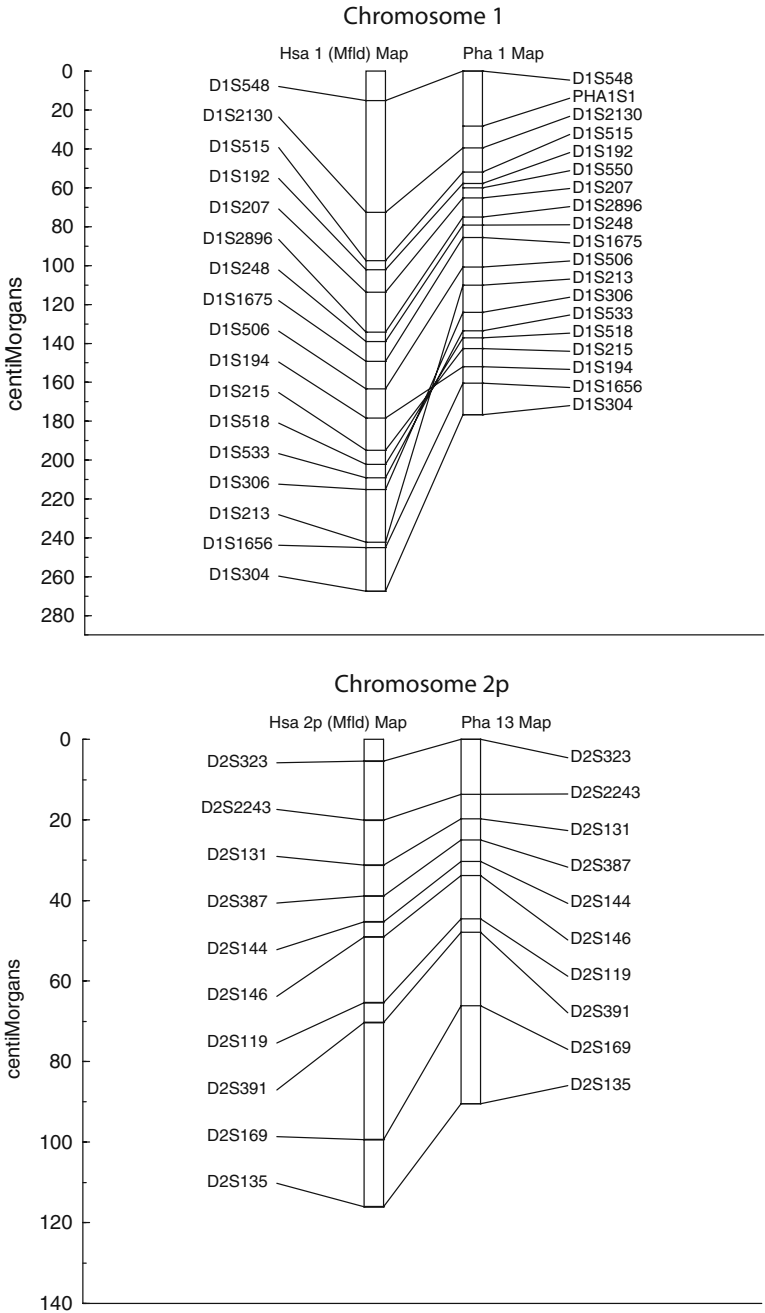 Chromosome 1
Hsa 1 (Mfld) Map
Pha 1 Map
centiMorgans
0
20
40
60
80
100
120
140
160
180
200
220
240
260
280
D1S548
D1S2130
D1S515
D1S192
D1S207
D1S2896
D1S248
D1S1675
D1S506
D1S194
D1S215
D1S518
D1S533
D1S306
D1S213
D1S1656
D1S304
D1S548
PHA1S1
D1S2130
D1S515
D1S192
D1S550
D1S207
D1S2896
D1S248
D1S1675
D1S506
D1S213
D1S306
D1S533
D1S518
D1S215
D1S194
D1S1656
D1S304
Chromosome 2p
Hsa 2p (Mfld) Map
Pha 13 Map
centiMorgans
0
20
40
60
80
100
120
140
D2S323
D2S2243
D2S131
D2S387
D2S144
D2S146
D2S119
D2S391
D2S169
D2S135
D2S323
D2S2243
D2S131
D2S387
D2S144
D2S146
D2S119
D2S391
D2S169
D2S135